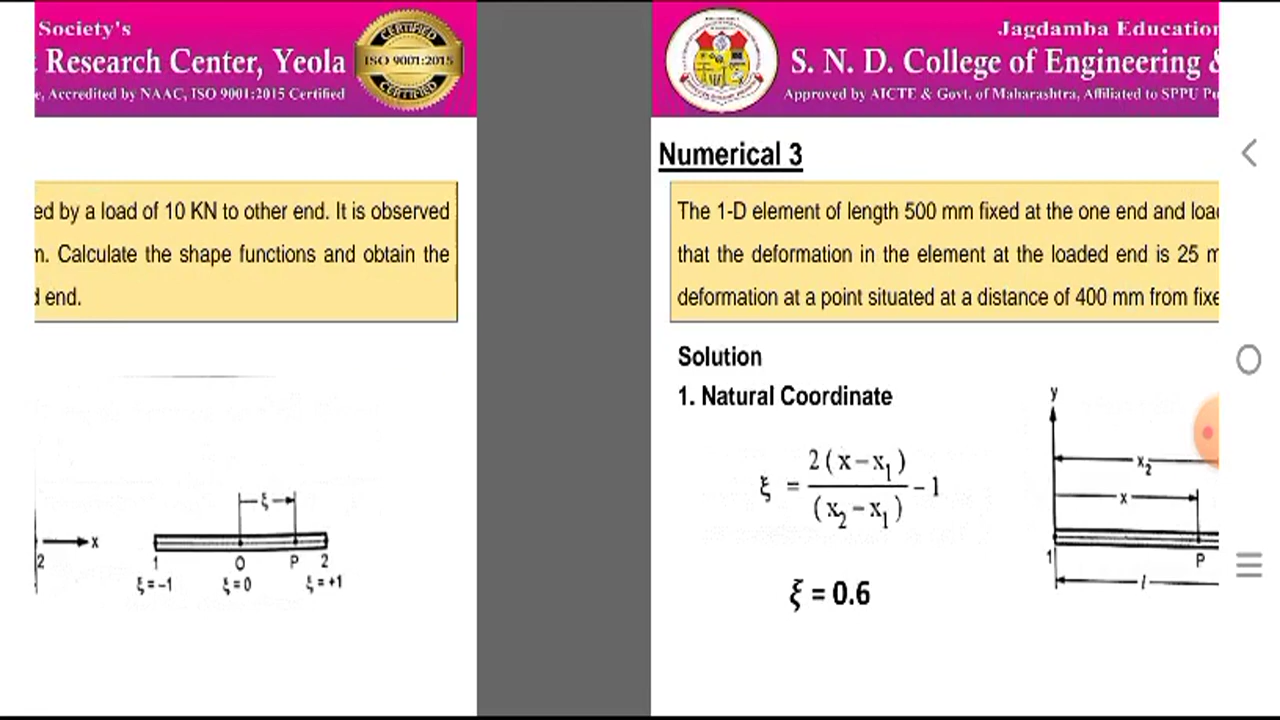 Society's
Research Center, Yeola
Accredited by NAAC, ISO 9001:2015 Certified
CERTIFIED
ISO 9001:2015
CERTIFIED
ed by a load of 10 KN to other end. It is observed
m. Calculate the shape functions and obtain the
d end.
ξ
x
2
1 O P 2
ξ = -1 ξ = 0 ξ = +1
Jagdamba Education
S. N. D. College of Engineering &
Approved by AICTE & Govt. of Maharashtra, Affiliated to SPPU Pu
Numerical 3
The 1-D element of length 500 mm fixed at the one end and load
that the deformation in the element at the loaded end is 25 m
deformation at a point situated at a distance of 400 mm from fixe
Solution
1. Natural Coordinate
ξ = 2 ( x – x₁ ) / ( x₂ – x₁ ) – 1
ξ = 0.6
y
x₂
x
1 P
l